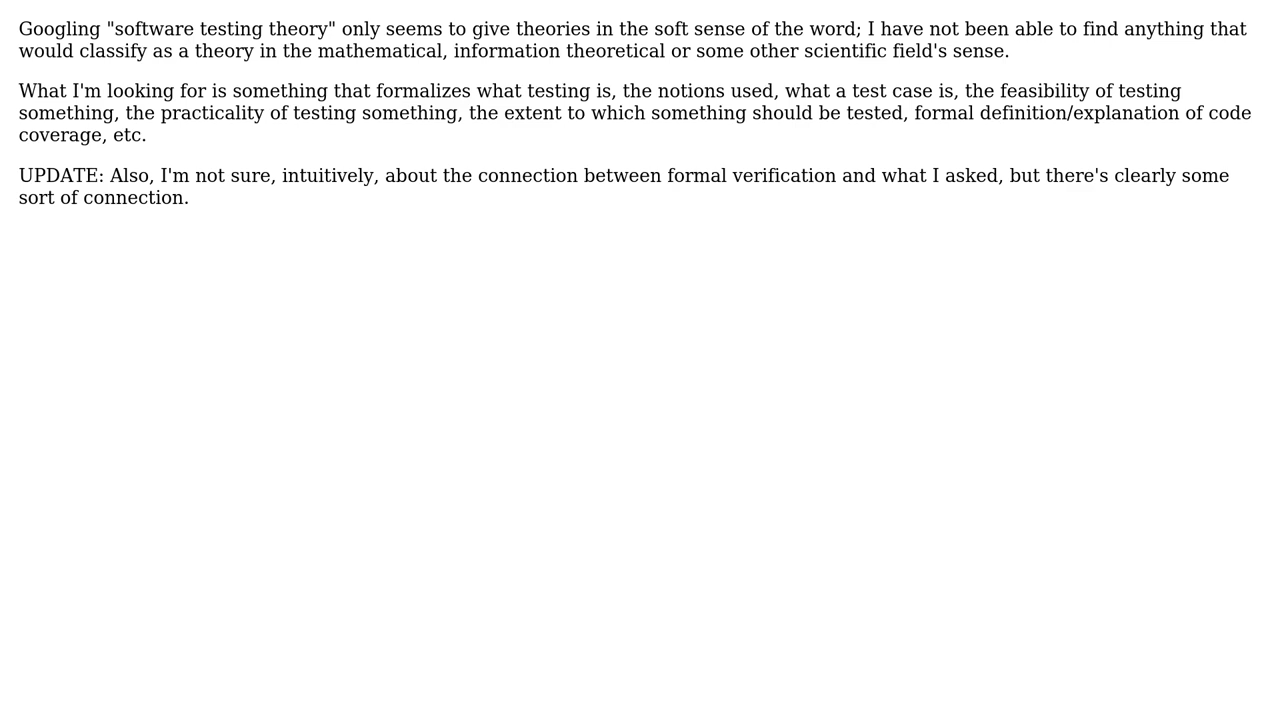 Googling "software testing theory" only seems to give theories in the soft sense of the word; I have not been able to find anything that
would classify as a theory in the mathematical, information theoretical or some other scientific field's sense.
What I'm looking for is something that formalizes what testing is, the notions used, what a test case is, the feasibility of testing
something, the practicality of testing something, the extent to which something should be tested, formal definition/explanation of code
coverage, etc.
UPDATE: Also, I'm not sure, intuitively, about the connection between formal verification and what I asked, but there's clearly some
sort of connection.